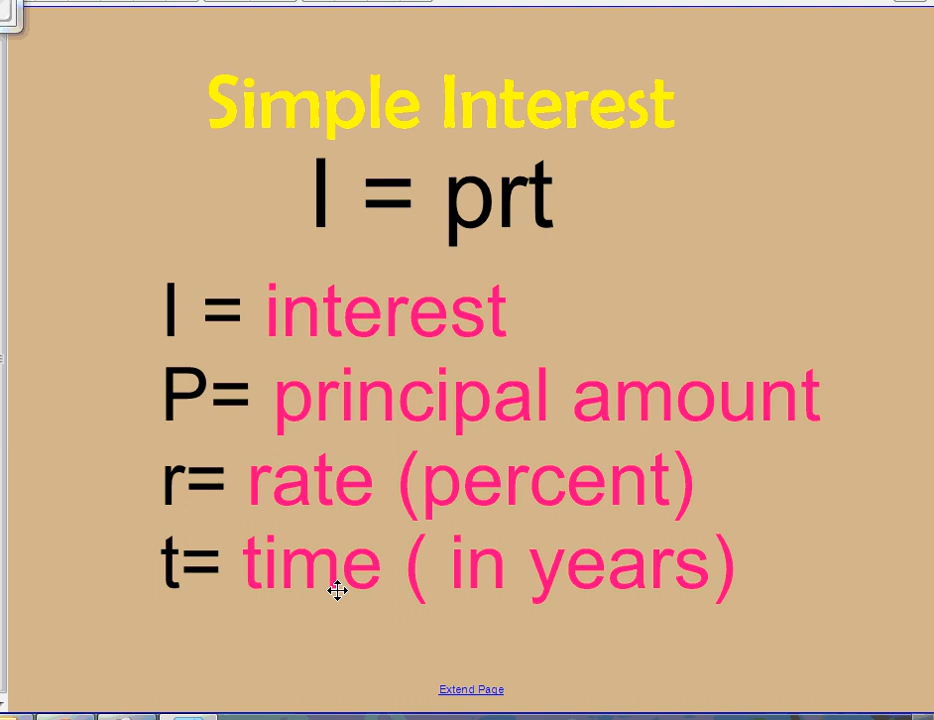 Simple Interest
I = prt
I = interest
P= principal amount
r= rate (percent)
t= time ( in years)
Extend Page